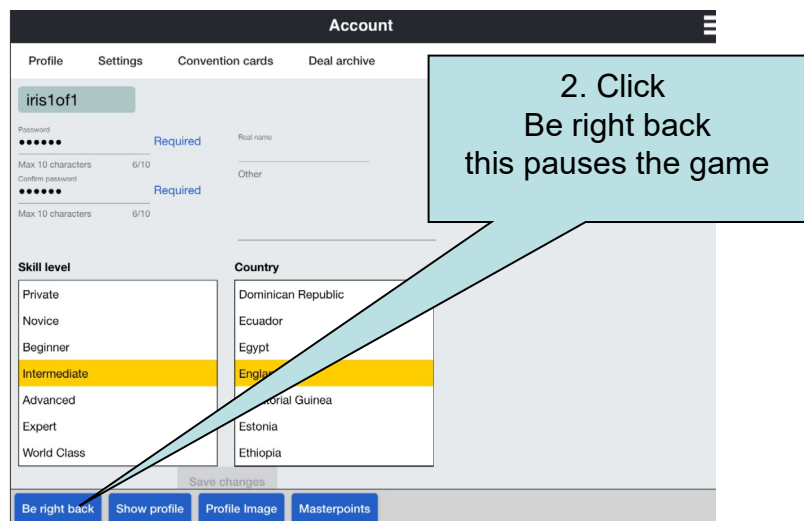 Account
Profile Settings Convention cards Deal archive
2. Click
Be right back
this pauses the game
iris1of1
Password
●●●●●● Required
Real name
Max 10 characters 6/10
Other
Confirm password
●●●●●● Required
Max 10 characters 6/10
Skill level
Private
Novice
Beginner
Intermediate
Advanced
Expert
World Class
Country
Dominican Republic
Ecuador
Egypt
Guinea
Estonia
Ethiopia
Save changes
Be right back Show profile Profile Image Masterpoints